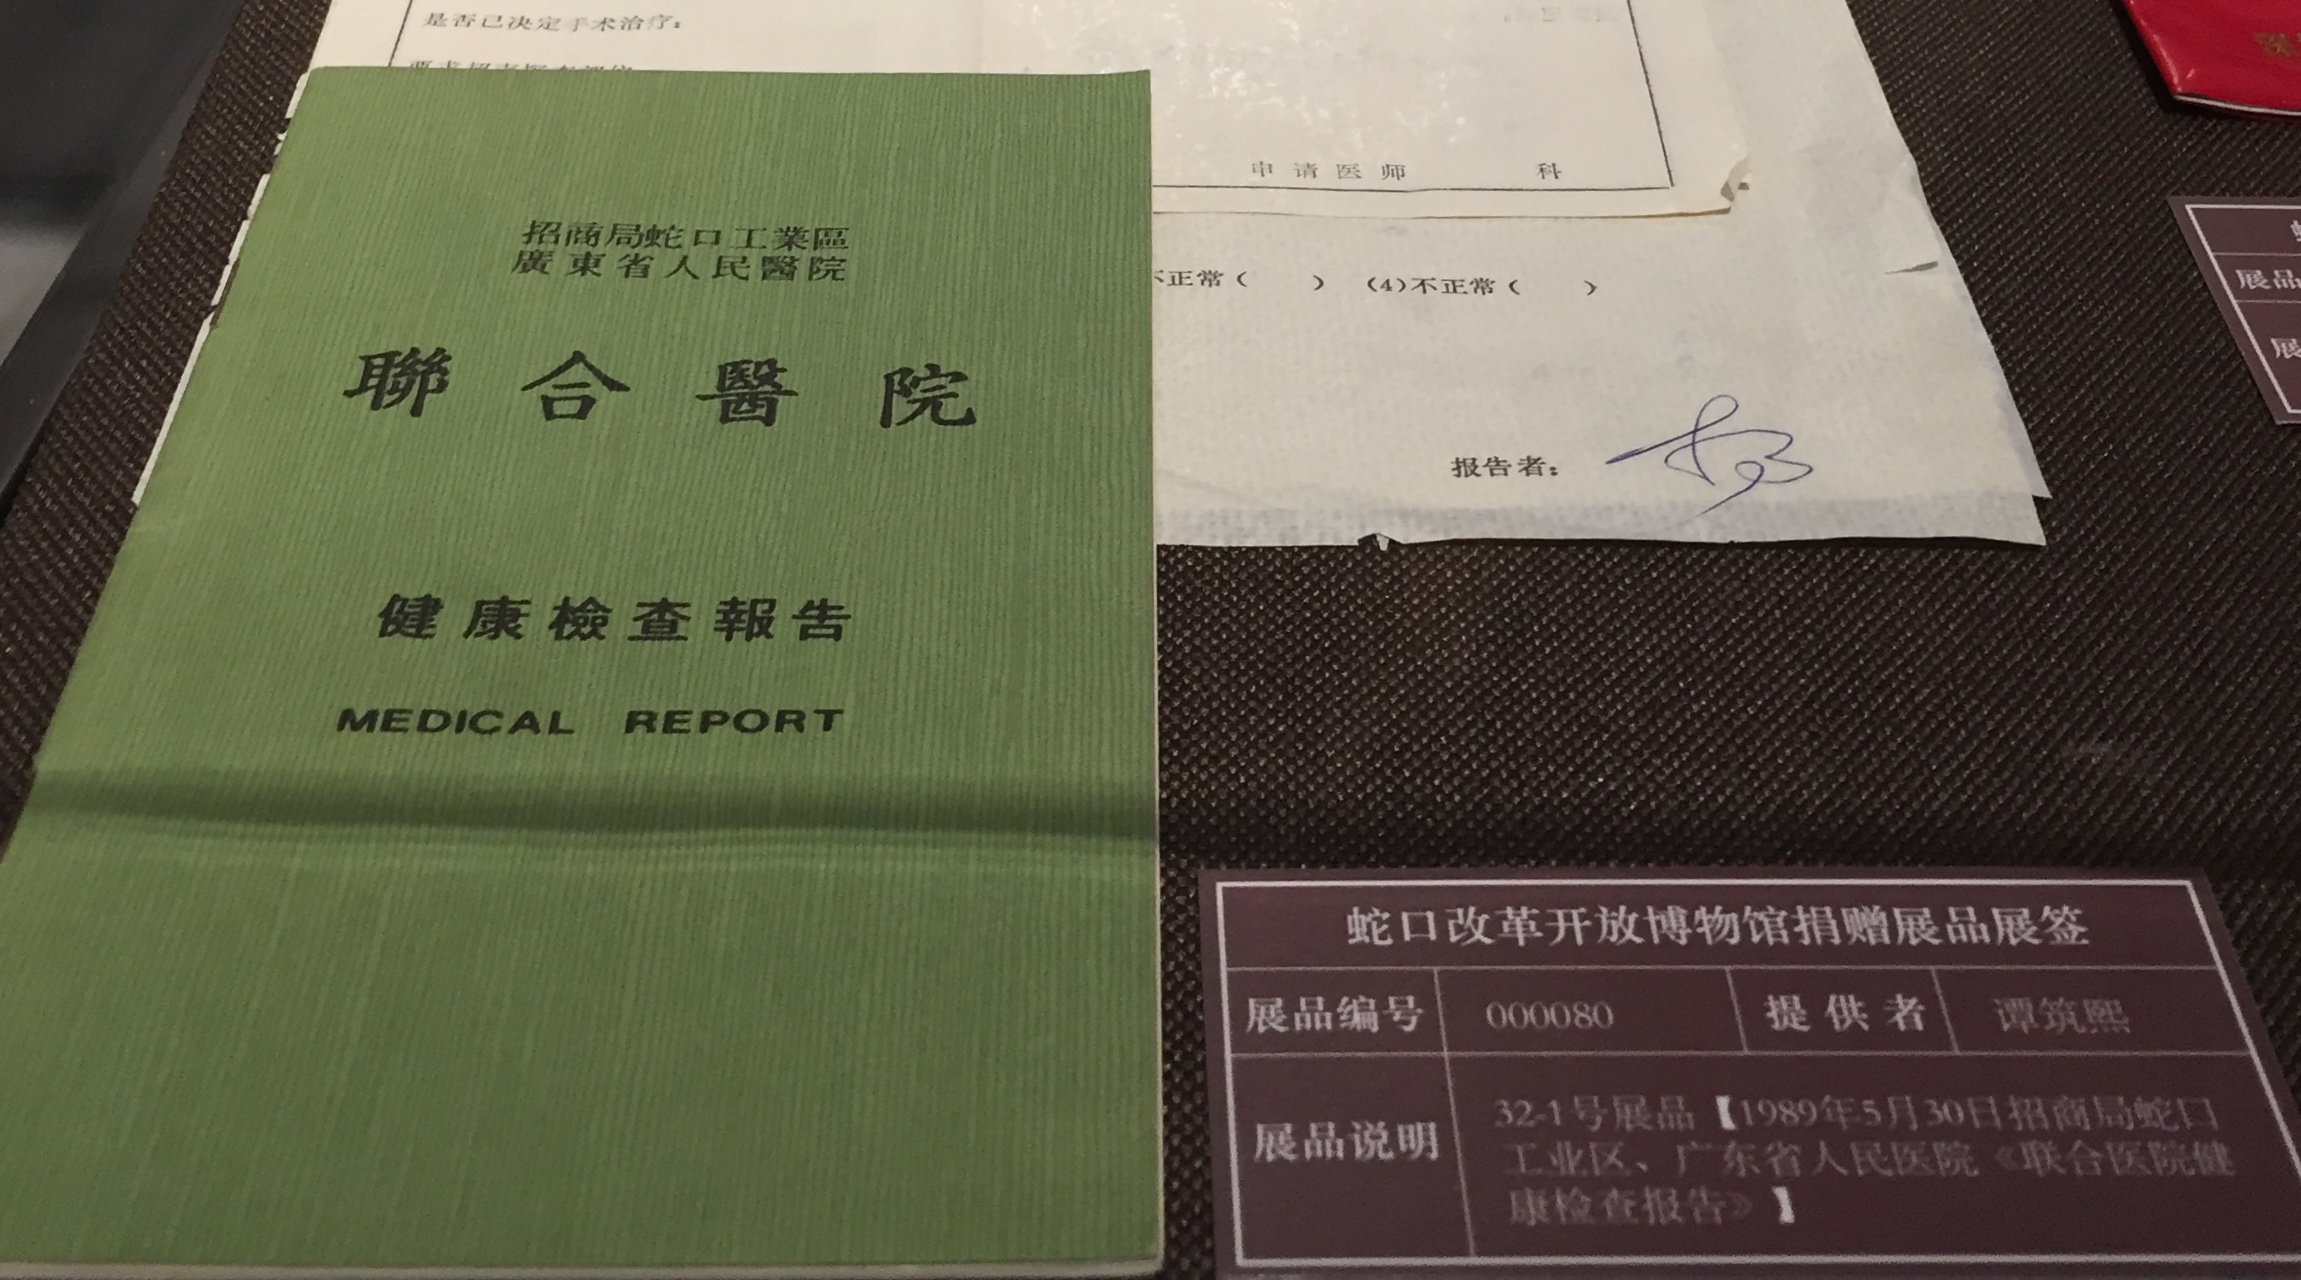 是否已决定手术治疗：
申请医师 科
不正常（ ） (4)不正常（ ）
报告者：
招商局蛇口工業區
廣東省人民醫院
聯合醫院
健康檢查報告
MEDICAL REPORT
蛇口改革开放博物馆捐赠展品展签
展品编号 000080 提供者 谭筑熙
展品说明
32-1号展品【1989年5月30日招商局蛇口
工业区、广东省人民医院《联合医院健
康检查报告》】
展品
展